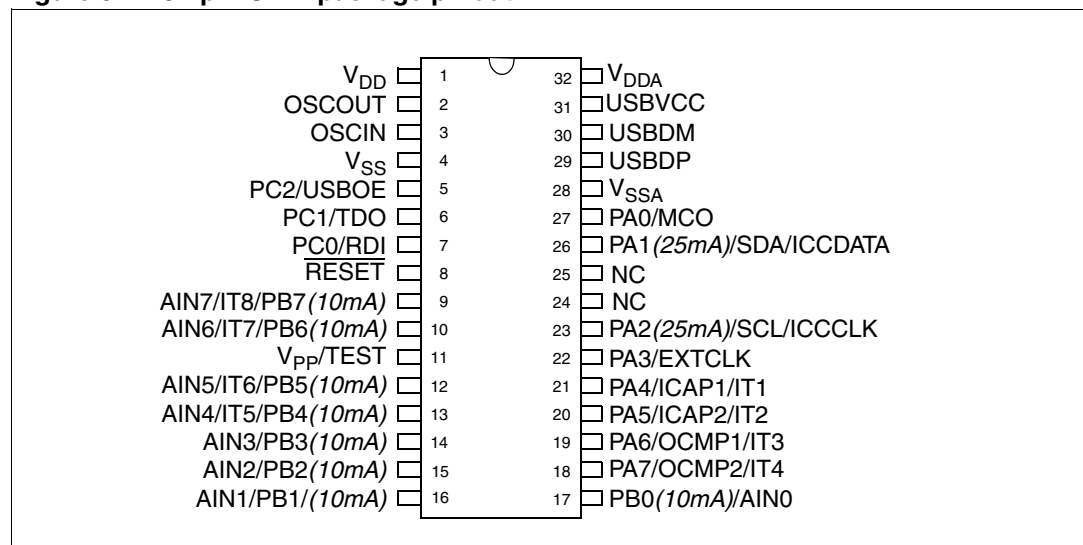 V_DD 1
OSCOUT 2
OSCIN 3
V_SS 4
PC2/USBOE 5
PC1/TDO 6
PC0/RDI 7
RESET 8
AIN7/IT8/PB7(10mA) 9
AIN6/IT7/PB6(10mA) 10
V_PP/TEST 11
AIN5/IT6/PB5(10mA) 12
AIN4/IT5/PB4(10mA) 13
AIN3/PB3(10mA) 14
AIN2/PB2(10mA) 15
AIN1/PB1/(10mA) 16
32 V_DDA
31 USBVCC
30 USBDM
29 USBDP
28 V_SSA
27 PA0/MCO
26 PA1(25mA)/SDA/ICCDATA
25 NC
24 NC
23 PA2(25mA)/SCL/ICCCLK
22 PA3/EXTCLK
21 PA4/ICAP1/IT1
20 PA5/ICAP2/IT2
19 PA6/OCMP1/IT3
18 PA7/OCMP2/IT4
17 PB0(10mA)/AIN0